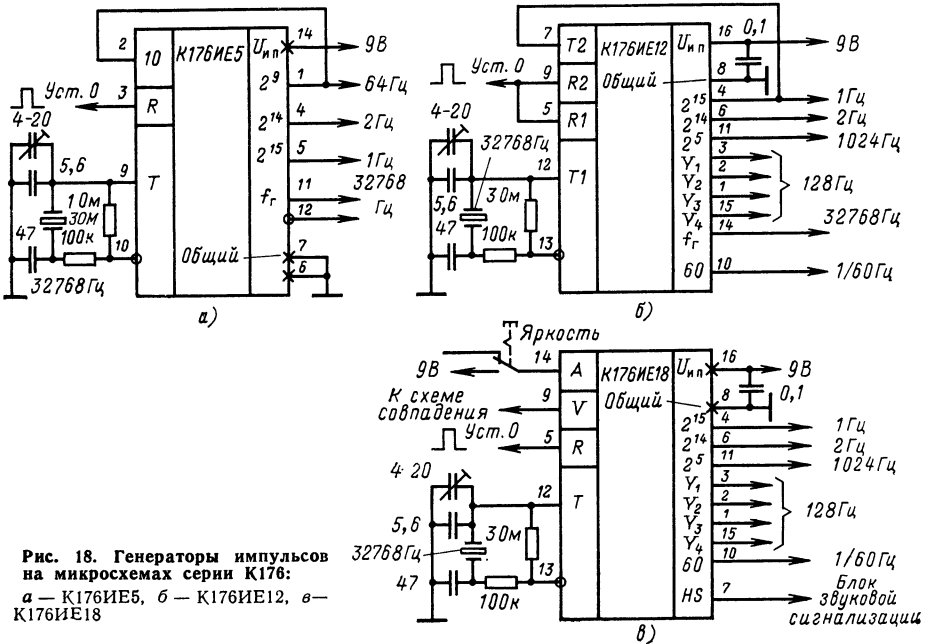 2
10
К176ИЕ5
Uип
14
9В
2⁹
1
64Гц
Уст. 0
3
R
4-20
2¹⁴
4
2Гц
2¹⁵
5
1Гц
5,6
9
T
10м
30м
100к
fг
11
32768
12
Гц
47
10
Общий
7
6
32768Гц
а)
7
T2
К176ИЕ12
Uип
16
0,1
9В
Уст. 0
9
R2
Общий
8
5
R1
2¹⁵
4
1Гц
2¹⁴
6
2Гц
2⁵
11
1024Гц
4-20
32768Гц
Y₁
3
Y₂
2
Y₃
1
Y₄
15
128Гц
12
T1
5,6
30м
47
100к
13
fг
14
32768Гц
60
10
1/60Гц
б)
Яркость
9В
14
A
К176ИЕ18
Uип
16
9В
0,1
К схеме
совпадения
9
V
Общий
8
Уст. 0
5
R
2¹⁵
4
1Гц
2¹⁴
6
2Гц
2⁵
11
1024Гц
4-20
12
T
Y₁
3
Y₂
2
Y₃
1
Y₄
15
128Гц
5,6
32768Гц
30м
47
100к
13
60
10
1/60Гц
HS
7
Блок
звуковой
сигнализации
в)
Рис. 18. Генераторы импульсов
на микросхемах серии К176:
а — К176ИЕ5, б — К176ИЕ12, в—
К176ИЕ18